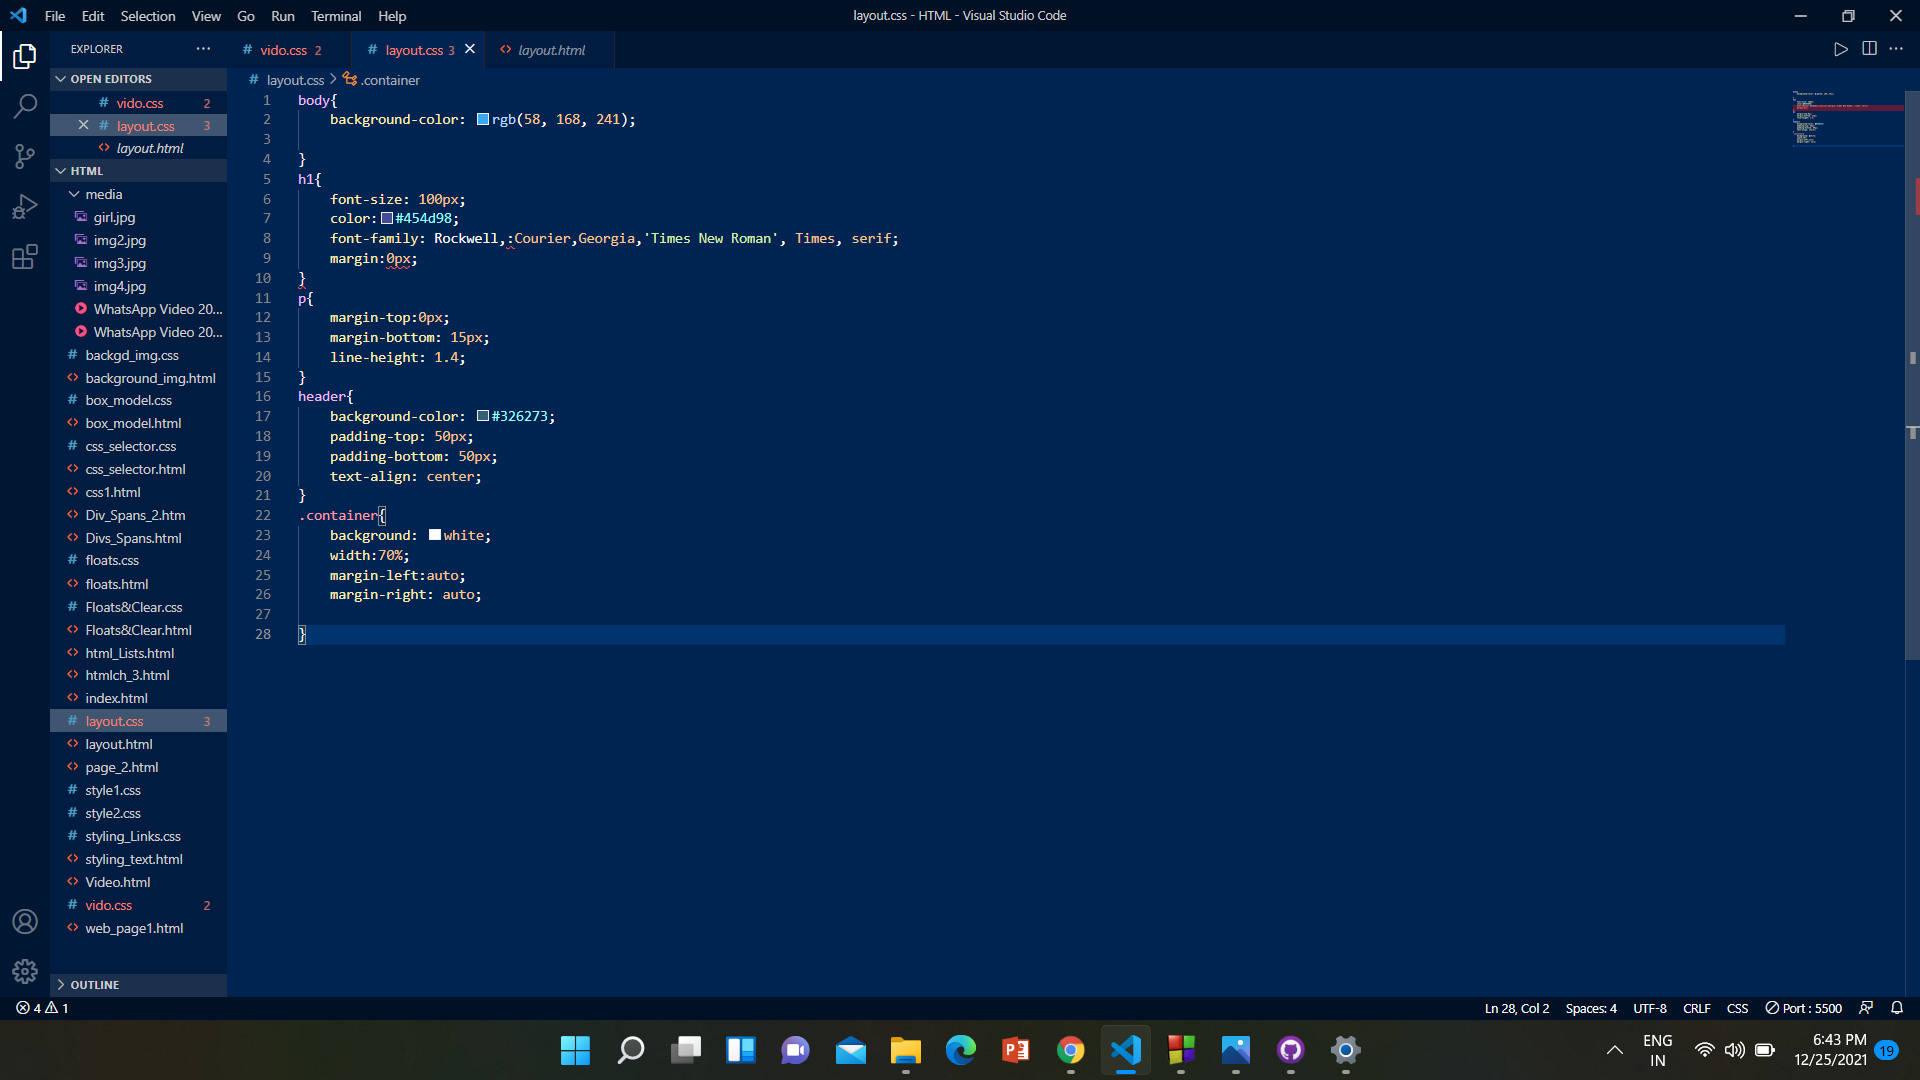 File Edit Selection View Go Run Terminal Help
layout.css - HTML - Visual Studio Code
EXPLORER
OPEN EDITORS
# vido.css 2
# layout.css 3
<> layout.html
HTML
media
girl.jpg
img2.jpg
img3.jpg
img4.jpg
WhatsApp Video 20...
WhatsApp Video 20...
# backgd_img.css
<> background_img.html
# box_model.css
<> box_model.html
# css_selector.css
<> css_selector.html
<> css1.html
<> Div_Spans_2.htm
<> Divs_Spans.html
# floats.css
<> floats.html
# Floats&Clear.css
<> Floats&Clear.html
<> html_Lists.html
<> htmlch_3.html
<> index.html
# layout.css 3
<> layout.html
<> page_2.html
# style1.css
# style2.css
# styling_Links.css
<> styling_text.html
<> Video.html
# vido.css 2
<> web_page1.html
OUTLINE
# vido.css 2 # layout.css 3 <> layout.html
# layout.css > .container
1 body{
2 background-color: rgb(58, 168, 241);
3
4 }
5 h1{
6 font-size: 100px;
7 color:#454d98;
8 font-family: Rockwell,:Courier,Georgia,'Times New Roman', Times, serif;
9 margin:0px;
10 }
11 p{
12 margin-top:0px;
13 margin-bottom: 15px;
14 line-height: 1.4;
15 }
16 header{
17 background-color: #326273;
18 padding-top: 50px;
19 padding-bottom: 50px;
20 text-align: center;
21 }
22 .container{
23 background: white;
24 width:70%;
25 margin-left:auto;
26 margin-right: auto;
27
28 }
4 1
Ln 28, Col 2 Spaces: 4 UTF-8 CRLF CSS Port : 5500
ENG
IN
6:43 PM
12/25/2021
19